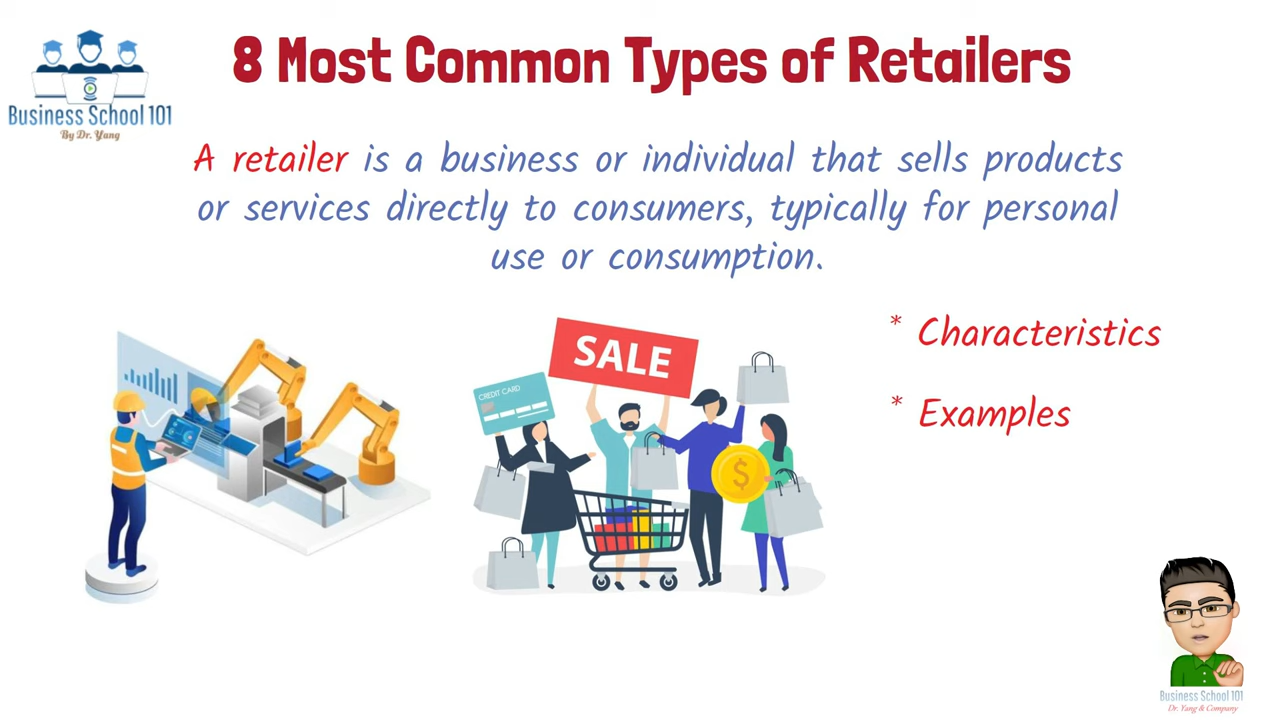 8 Most Common Types of Retailers
Business School 101
By Dr. Yang
A retailer is a business or individual that sells products
or services directly to consumers, typically for personal
use or consumption.
SALE
CREDIT CARD
$
* Characteristics
* Examples
Business School 101
Dr. Yang & Company